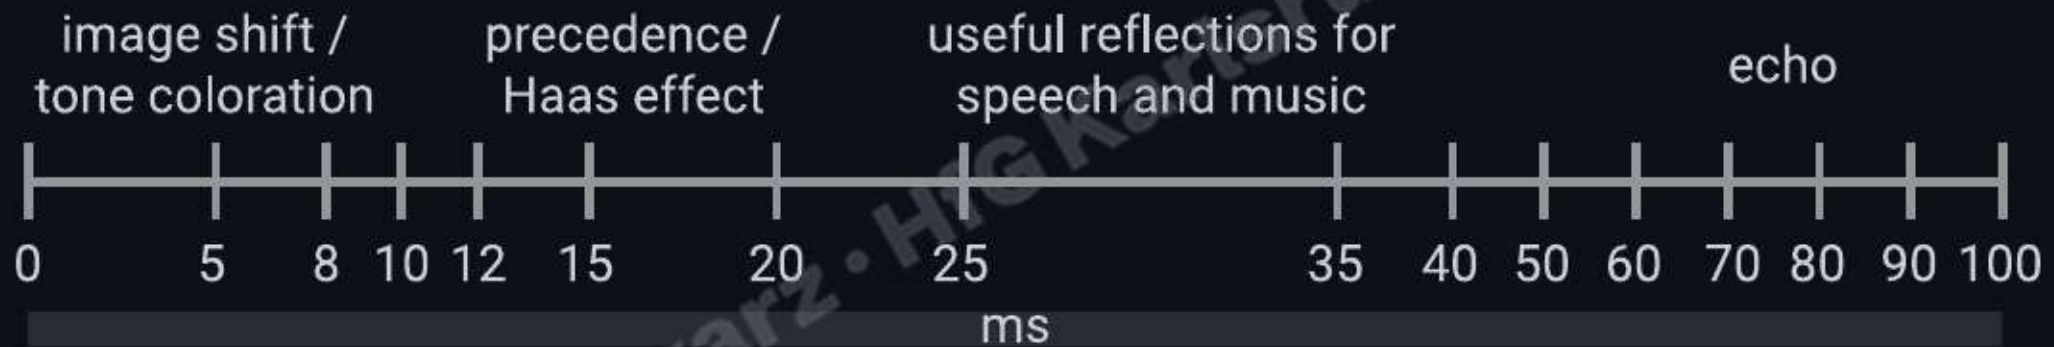 image shift /
tone coloration
precedence /
Haas effect
useful reflections for
speech and music
echo
0 5 8 10 12 15 20 25 35 40 50 60 70 80 90 100
ms
HfG